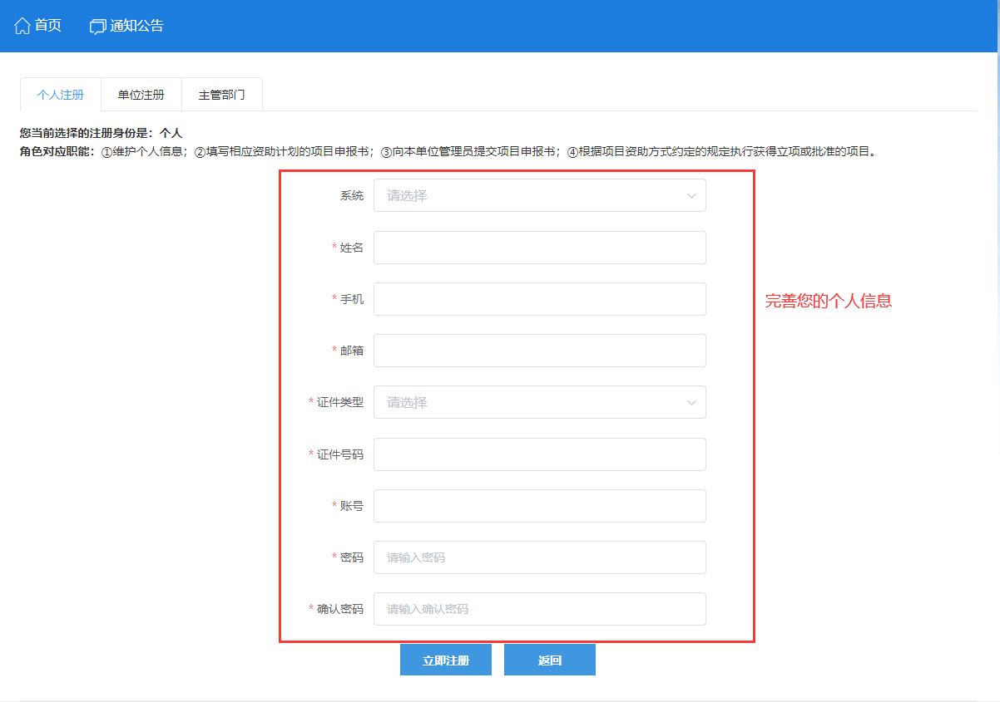 首页 通知公告
个人注册 单位注册 主管部门
您当前选择的注册身份是：个人
角色对应职能：①维护个人信息；②填写相应资助计划的项目申报书；③向本单位管理员提交项目申报书；④根据项目资助方式约定的规定执行获得立项或批准的项目。
系统 请选择
* 姓名
* 手机
完善您的个人信息
* 邮箱
* 证件类型 请选择
* 证件号码
* 账号
* 密码 请输入密码
* 确认密码 请输入确认密码
立即注册 返回